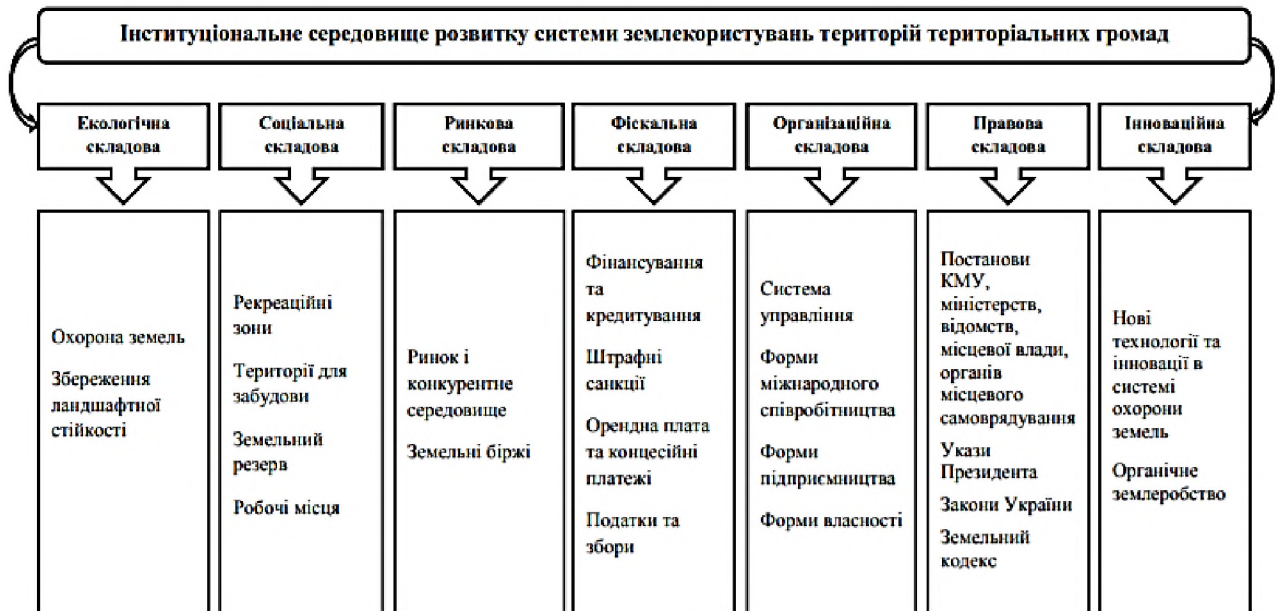 Інституціональне середовище розвитку системи землекористувань територій територіальних громад
Екологічна
складова
Соціальна
складова
Ринкова
складова
Фіскальна
складова
Організаційна
складова
Правова
складова
Інноваційна
складова
Охорона земель
Збереження
ландшафтної
стійкості
Рекреаційні
зони
Території для
забудови
Земельний
резерв
Робочі місця
Ринок і
конкурентне
середовище
Земельні біржі
Фінансування
та
кредитування
Штрафні
санкції
Орендна плата
та концесійні
платежі
Податки та
збори
Система
управління
Форми
міжнародного
співробітництва
Форми
підприємництва
Форми власності
Постанови
КМУ,
міністерств,
відомств,
місцевої влади,
органів
місцевого
самоврядування
Укази
Президента
Закони України
Земельний
кодекс
Нові
технології та
інновації в
системі
охорони
земель
Органічне
землеробство